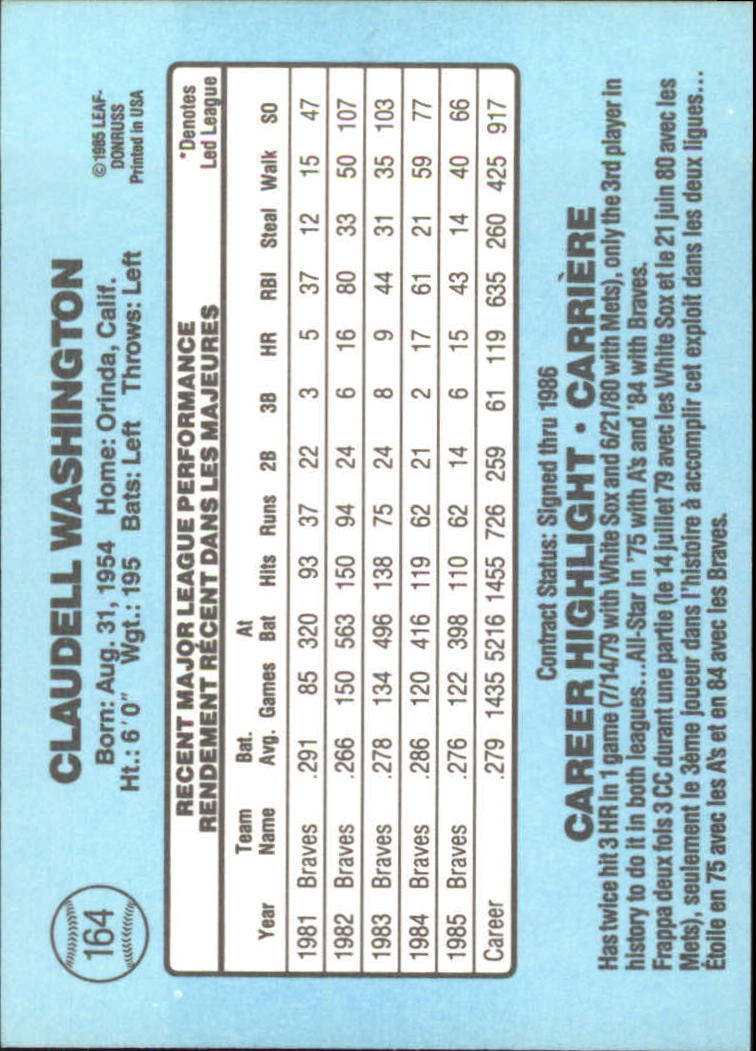 164
CLAUDELL WASHINGTON
Born: Aug. 31, 1954 Home: Orinda, Calif.
Ht.: 6'0" Wgt.: 195 Bats: Left Throws: Left
©1985 LEAF-
DONRUSS
Printed in USA
RECENT MAJOR LEAGUE PERFORMANCE
RENDEMENT RÉCENT DANS LES MAJEURES
*Denotes
Led League
Year Team Name Bat. Avg. Games At Bat Hits Runs 2B 3B HR RBI Steal Walk SO
1981 Braves .291 85 320 93 37 22 3 5 37 12 15 47
1982 Braves .266 150 563 150 94 24 6 16 80 33 50 107
1983 Braves .278 134 496 138 75 24 8 9 44 31 35 103
1984 Braves .286 120 416 119 62 21 2 17 61 21 59 77
1985 Braves .276 122 398 110 62 14 6 15 43 14 40 66
Career .279 1435 5216 1455 726 259 61 119 635 260 425 917
Contract Status: Signed thru 1986
CAREER HIGHLIGHT • CARRIÈRE
Has twice hit 3 HR in 1 game (7/14/79 with White Sox and 6/21/80 with Mets), only the 3rd player in
history to do it in both leagues...All-Star in '75 with A's and '84 with Braves.
Frappa deux fois 3 CC durant une partie (le 14 juillet 79 avec les White Sox et le 21 juin 80 avec les
Mets), seulement le 3ème joueur dans l'histoire à accomplir cet exploit dans les deux ligues...
Étoile en 75 avec les A's et en 84 avec les Braves.